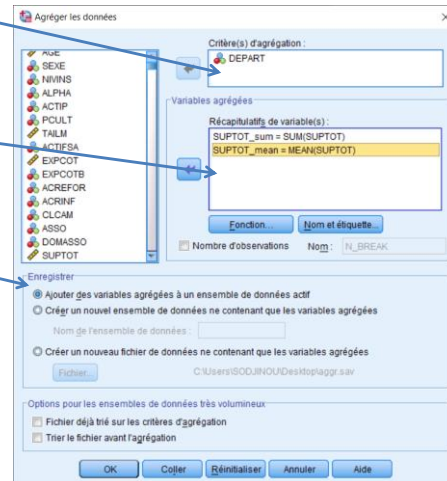 Agréger les données
Critère(s) d'agrégation :
AGE
SEXE
NIVINS
ALPHA
ACTIP
PCULT
TAILM
ACTIFSA
EXPCOT
EXPCOTB
ACREFOR
ACRINF
CLCAM
ASSO
DOMASSO
SUPTOT
DEPART
Variables agrégées
Récapitulatifs de variable(s) :
SUPTOT_sum = SUM(SUPTOT)
SUPTOT_mean = MEAN(SUPTOT)
Fonction...
Nom et étiquette...
Nombre d'observations Nom : N_BREAK
Enregistrer
Ajouter des variables agrégées à un ensemble de données actif
Créer un nouvel ensemble de données ne contenant que les variables agrégées
Nom de l'ensemble de données :
Créer un nouveau fichier de données ne contenant que les variables agrégées
Fichier... C:\Users\SODJINOU\Desktop\aggr.sav
Options pour les ensembles de données très volumineux
Fichier déjà trié sur les critères d'agrégation
Trier le fichier avant l'agrégation
OK Coller Réinitialiser Annuler Aide